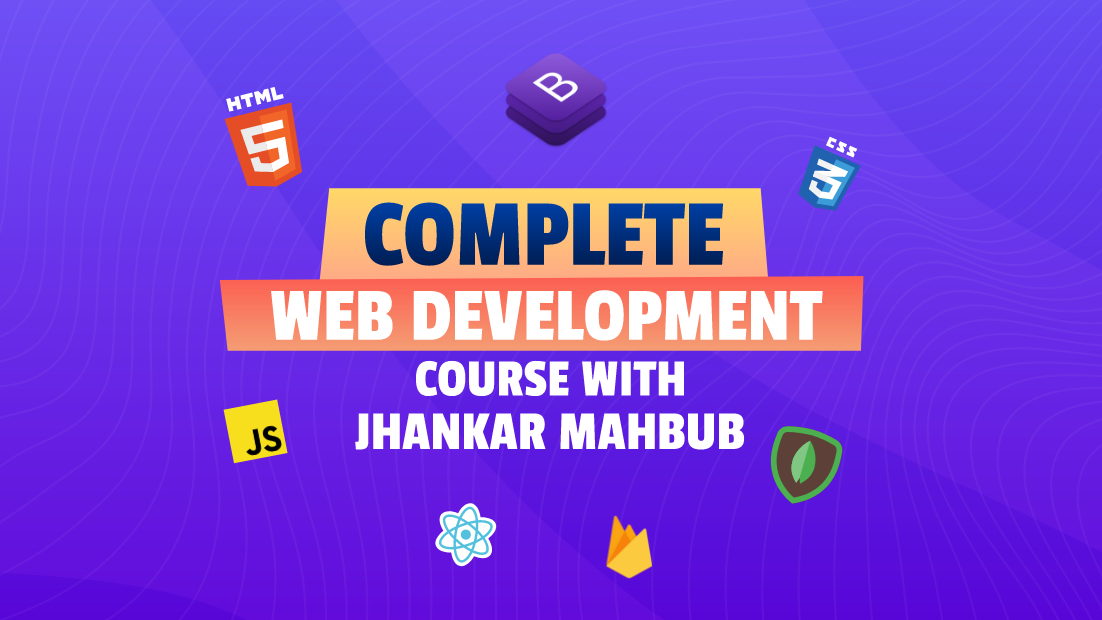 HTML
5
B
CSS
3
COMPLETE
WEB DEVELOPMENT
COURSE WITH
JHANKAR MAHBUB
JS